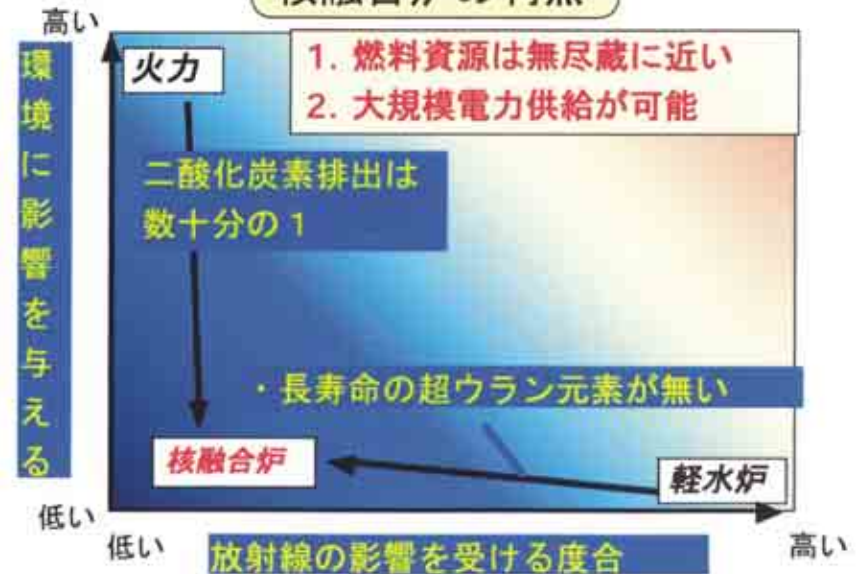 高い
環境に影響を与える
火力
1. 燃料資源は無尽蔵に近い
2. 大規模電力供給が可能
二酸化炭素排出は
数十分の1
・長寿命の超ウラン元素が無い
核融合炉
軽水炉
低い
低い
放射線の影響を受ける度合
高い